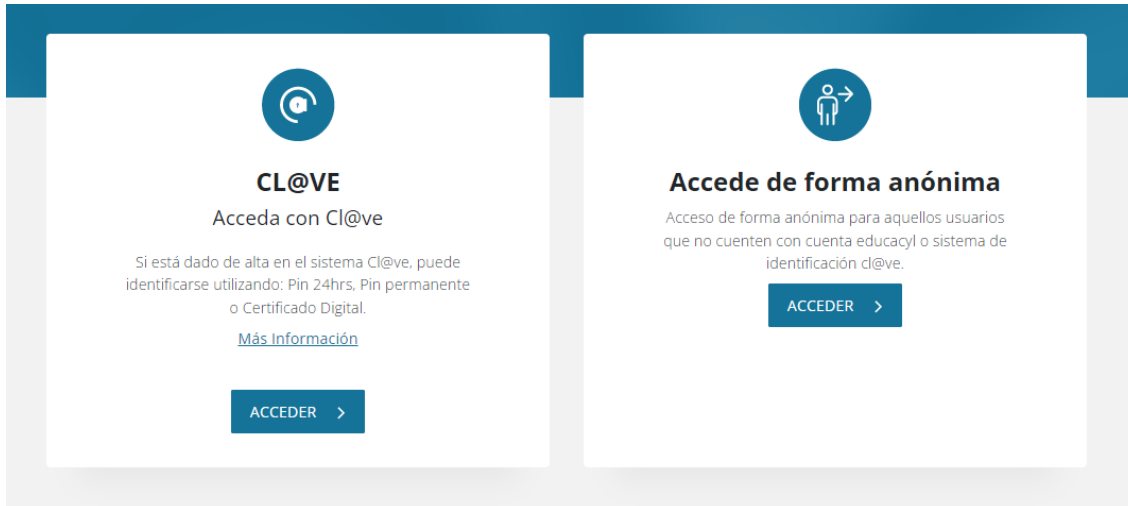 CL@VE
Acceda con Cl@ve
Si está dado de alta en el sistema Cl@ve, puede
identificarse utilizando: Pin 24hrs, Pin permanente
o Certificado Digital.
Más Información
ACCEDER
Accede de forma anónima
Acceso de forma anónima para aquellos usuarios
que no cuenten con cuenta educacyl o sistema de
identificación cl@ve.
ACCEDER